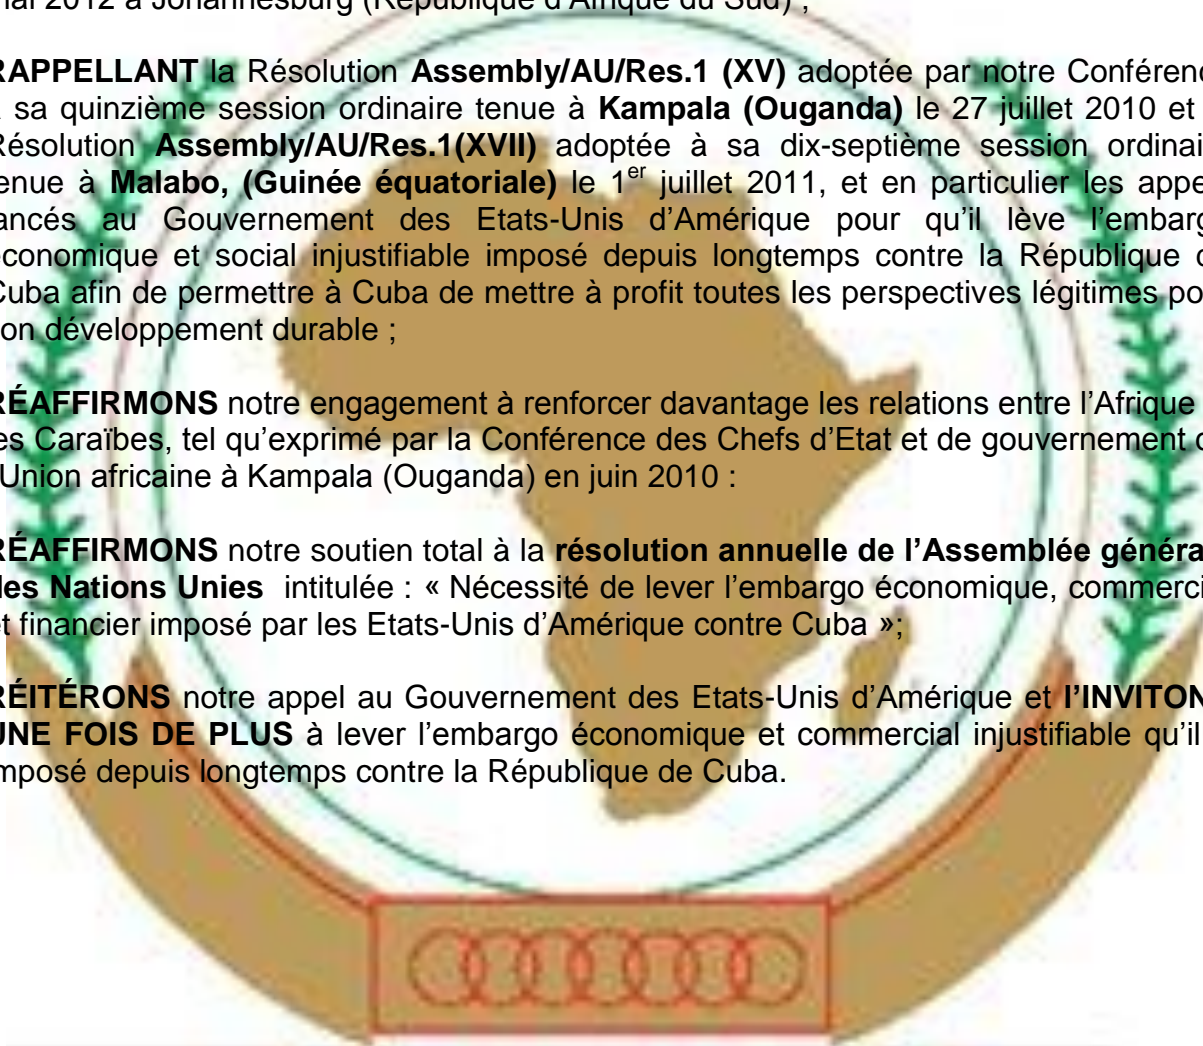 mai 2012 à Johannesburg (République d’Afrique du Sud) ;
RAPPELLANT la Résolution Assembly/AU/Res.1 (XV) adoptée par notre Conférenc
à sa quinzième session ordinaire tenue à Kampala (Ouganda) le 27 juillet 2010 et
Résolution Assembly/AU/Res.1(XVII) adoptée à sa dix-septième session ordinai
tenue à Malabo, (Guinée équatoriale) le 1er juillet 2011, et en particulier les appe
lancés au Gouvernement des Etats-Unis d’Amérique pour qu’il lève l’embarg
économique et social injustifiable imposé depuis longtemps contre la République d
Cuba afin de permettre à Cuba de mettre à profit toutes les perspectives légitimes po
son développement durable ;
RÉAFFIRMONS notre engagement à renforcer davantage les relations entre l’Afrique
les Caraïbes, tel qu’exprimé par la Conférence des Chefs d’Etat et de gouvernement d
l’Union africaine à Kampala (Ouganda) en juin 2010 :
RÉAFFIRMONS notre soutien total à la résolution annuelle de l’Assemblée généra
des Nations Unies intitulée : « Nécessité de lever l’embargo économique, commerci
et financier imposé par les Etats-Unis d’Amérique contre Cuba »;
RÉITÉRONS notre appel au Gouvernement des Etats-Unis d’Amérique et l’INVITON
UNE FOIS DE PLUS à lever l’embargo économique et commercial injustifiable qu’il
imposé depuis longtemps contre la République de Cuba.